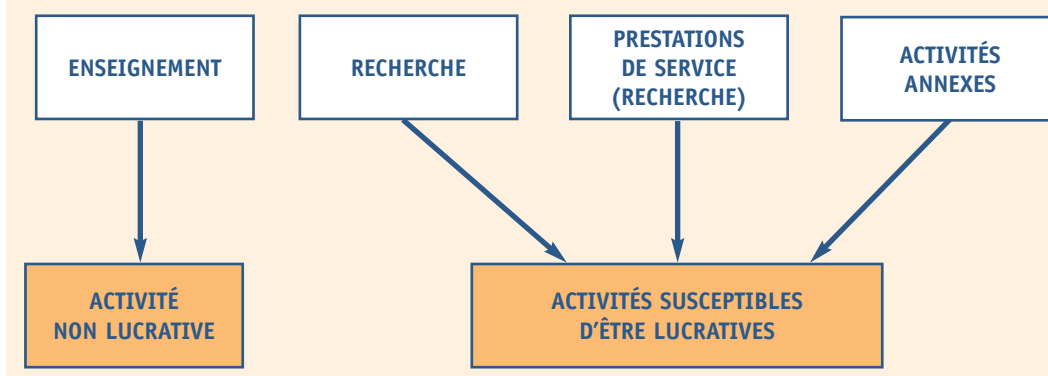 ENSEIGNEMENT
RECHERCHE
PRESTATIONS
DE SERVICE
(RECHERCHE)
ACTIVITÉS
ANNEXES
ACTIVITÉ
NON LUCRATIVE
ACTIVITÉS SUSCEPTIBLES
D'ÊTRE LUCRATIVES